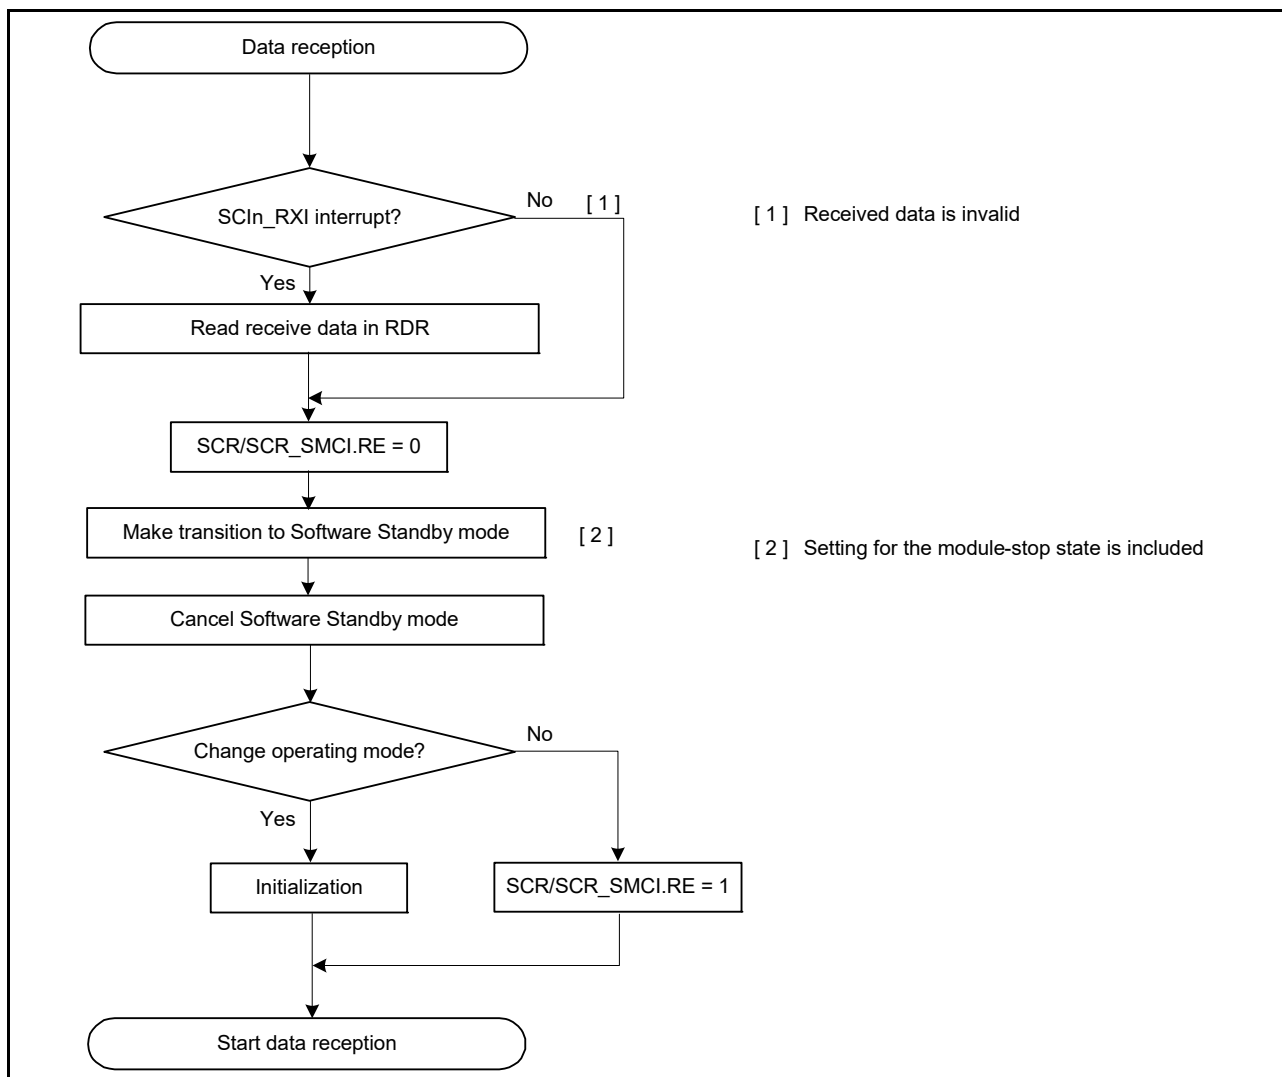 Data reception
SCIn_RXI interrupt?
No [ 1 ]
[ 1 ] Received data is invalid
Yes
Read receive data in RDR
SCR/SCR_SMCI.RE = 0
Make transition to Software Standby mode
[ 2 ]
[ 2 ] Setting for the module-stop state is included
Cancel Software Standby mode
Change operating mode?
No
Yes
Initialization
SCR/SCR_SMCI.RE = 1
Start data reception